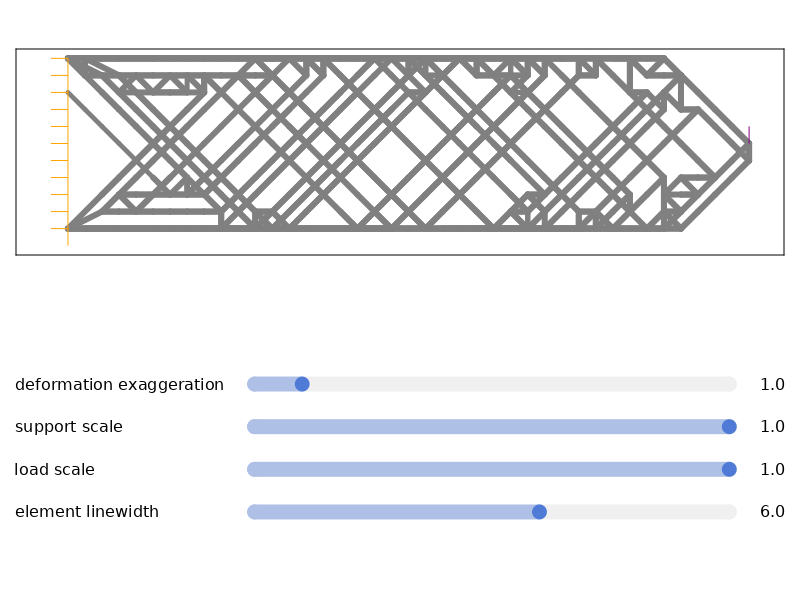 deformation exaggeration 1.0
support scale 1.0
load scale 1.0
element linewidth 6.0